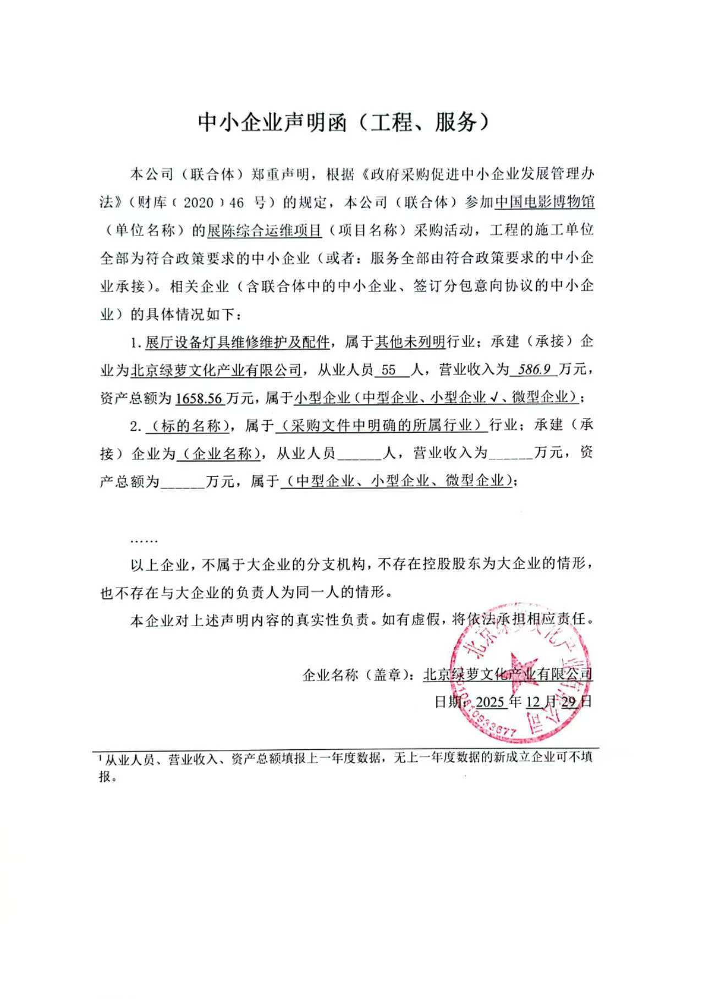 中小企业声明函（工程、服务）
本公司（联合体）郑重声明，根据《政府采购促进中小企业发展管理办
法》（财库﹝2020﹞46 号）的规定，本公司（联合体）参加中国电影博物馆
（单位名称）的展陈综合运维项目（项目名称）采购活动，工程的施工单位
全部为符合政策要求的中小企业（或者：服务全部由符合政策要求的中小企
业承接）。相关企业（含联合体中的中小企业、签订分包意向协议的中小企
业）的具体情况如下：
1. 展厅设备灯具维修维护及配件，属于其他未列明行业；承建（承接）企
业为北京绿萝文化产业有限公司，从业人员 55 人，营业收入为 586.9 万元，
资产总额为 1658.56 万元，属于小型企业（中型企业、小型企业√、微型企业）；
2. （标的名称），属于（采购文件中明确的所属行业）行业；承建（承
接）企业为（企业名称），从业人员______人，营业收入为______万元，资
产总额为______万元，属于（中型企业、小型企业、微型企业）；
……
以上企业，不属于大企业的分支机构，不存在控股股东为大企业的情形，
也不存在与大企业的负责人为同一人的情形。
本企业对上述声明内容的真实性负责。如有虚假，将依法承担相应责任。
企业名称（盖章）：北京绿萝文化产业有限公司
日期：2025 年 12 月 29 日
北京绿萝文化产业有限公司
1 从业人员、营业收入、资产总额填报上一年度数据，无上一年度数据的新成立企业可不填
报。